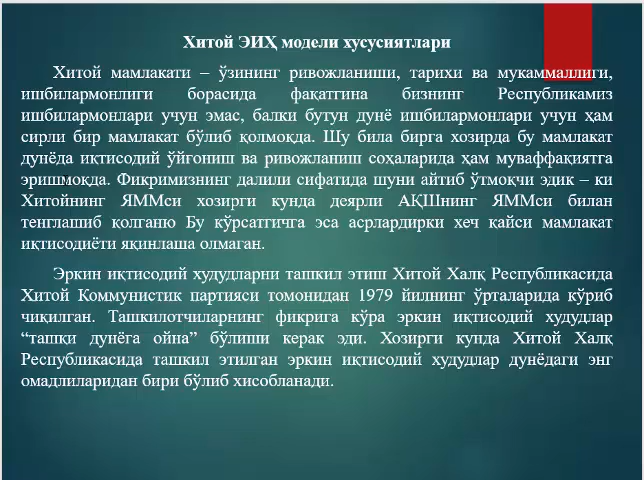 Хитой ЭИҲ модели хусусиятлари
Хитой мамлакати – ўзининг ривожланиши, тарихи ва мукаммаллиги,
ишбилармонлиги борасида фақатгина бизнинг Республикамиз
ишбилармонлари учун эмас, балки бутун дунё ишбилармонлари учун ҳам
сирли бир мамлакат бўлиб қолмоқда. Шу била бирга хозирда бу мамлакат
дунёда иқтисодий ўйғониш ва ривожланиш соҳаларида ҳам муваффақиятга
эришмоқда. Фикримизнинг далили сифатида шуни айтиб ўтмоқчи эдик – ки
Хитойнинг ЯММси хозирги кунда деярли АҚШнинг ЯММси билан
тенглашиб қолганю Бу кўрсатгичга эса асрлардирки хеч қайси мамлакат
иқтисодиёти яқинлаша олмаган.
Эркин иқтисодий худудларни ташкил этиш Хитой Халқ Республикасида
Хитой Коммунистик партияси томонидан 1979 йилнинг ўрталарида кўриб
чиқилган. Ташкилотчиларнинг фикрига кўра эркин иқтисодий худудлар
“ташқи дунёга ойна” бўлиши керак эди. Хозирги кунда Хитой Халқ
Республикасида ташкил этилган эркин иқтисодий худудлар дунёдаги энг
омадлиларидан бири бўлиб хисобланади.